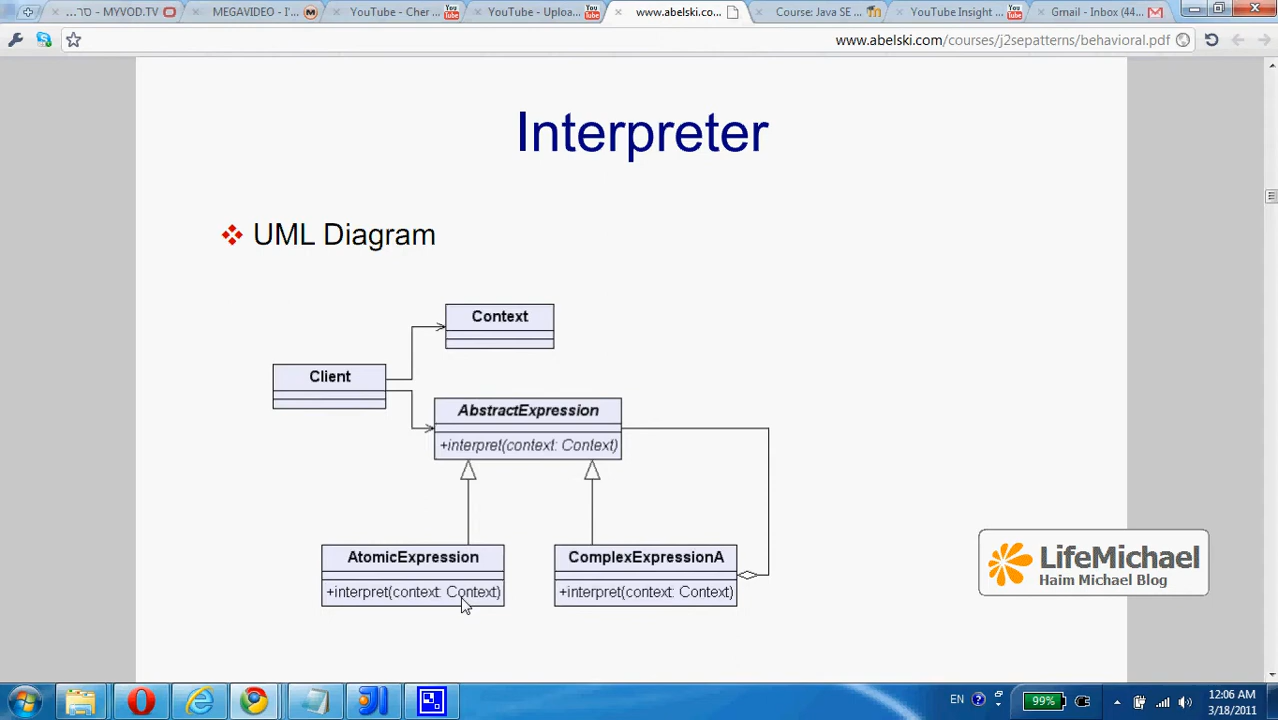 ...סר - MYVOD.TV
MEGAVIDEO - I'...
YouTube - Cher ...
YouTube - Uploa...
www.abelski.co...
Course: Java SE ...
YouTube Insight ...
Gmail - Inbox (44...
www.abelski.com/courses/j2sepatterns/behavioral.pdf
Interpreter
UML Diagram
Context
Client
AbstractExpression
+interpret(context: Context)
AtomicExpression
+interpret(context: Context)
ComplexExpressionA
+interpret(context: Context)
LifeMichael
Haim Michael Blog
EN
99%
12:06 AM
3/18/2011